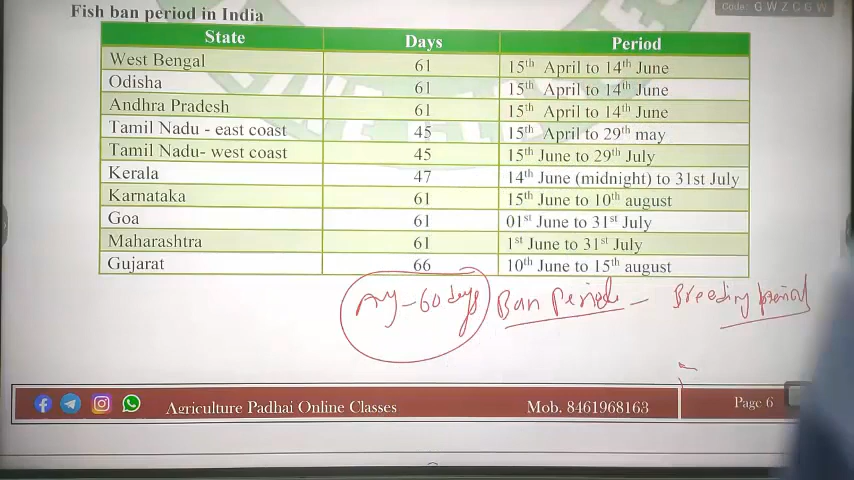 Code: GWZCGW
Fish ban period in India
State Days Period
West Bengal 61 15th April to 14th June
Odisha 61 15th April to 14th June
Andhra Pradesh 61 15th April to 14th June
Tamil Nadu - east coast 45 15th April to 29th may
Tamil Nadu- west coast 45 15th June to 29th July
Kerala 47 14th June (midnight) to 31st July
Karnataka 61 15th June to 10th august
Goa 61 01st June to 31st July
Maharashtra 61 1st June to 31st July
Gujarat 66 10th June to 15th august
Avg - 60 days Ban Period - Breeding period
Agriculture Padhai Online Classes Mob. 8461968163 Page 6